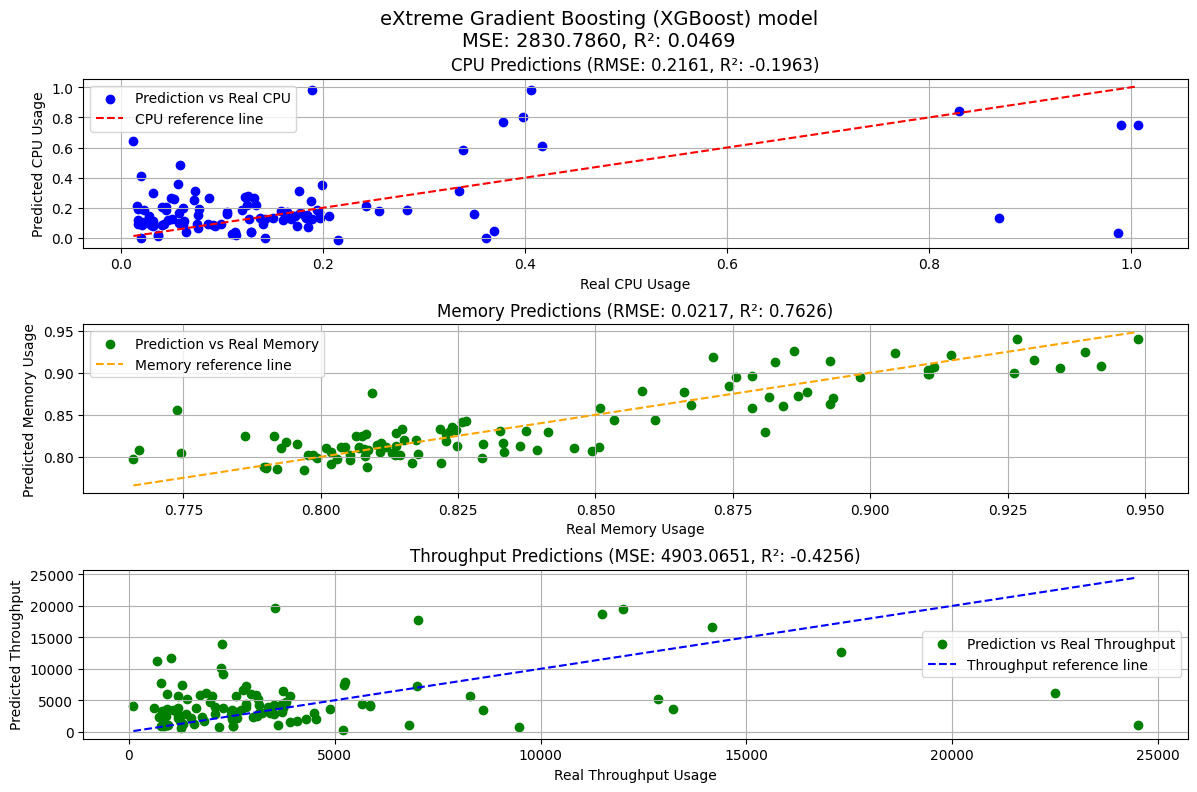 eXtreme Gradient Boosting (XGBoost) model
MSE: 2830.7860, R²: 0.0469
CPU Predictions (RMSE: 0.2161, R²: -0.1963)
Prediction vs Real CPU
CPU reference line
Predicted CPU Usage
1.0
0.8
0.6
0.4
0.2
0.0
0.0
0.2
0.4
0.6
0.8
1.0
Real CPU Usage
Memory Predictions (RMSE: 0.0217, R²: 0.7626)
Prediction vs Real Memory
Memory reference line
Predicted Memory Usage
0.95
0.90
0.85
0.80
0.775
0.800
0.825
0.850
0.875
0.900
0.925
0.950
Real Memory Usage
Throughput Predictions (MSE: 4903.0651, R²: -0.4256)
Prediction vs Real Throughput
Throughput reference line
Predicted Throughput
25000
20000
15000
10000
5000
0
0
5000
10000
15000
20000
25000
Real Throughput Usage